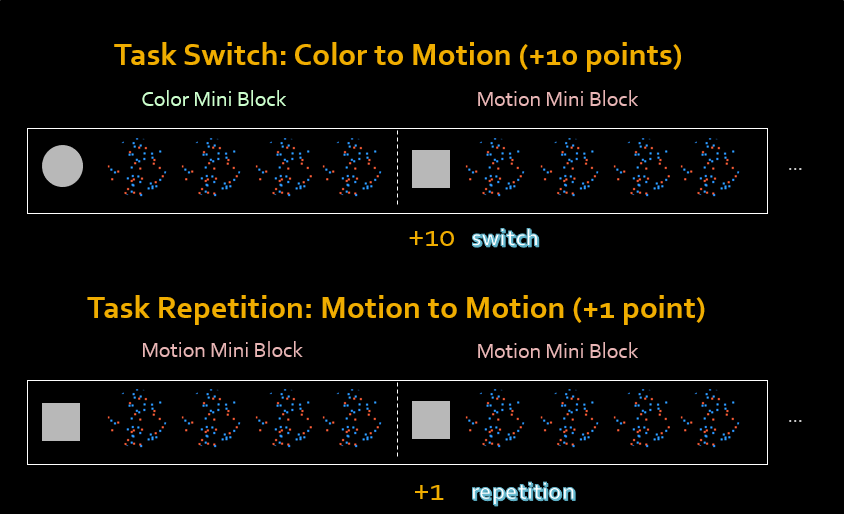 Task Switch: Color to Motion (+10 points)
Color Mini Block Motion Mini Block
...
+10 switch
Task Repetition: Motion to Motion (+1 point)
Motion Mini Block Motion Mini Block
...
+1 repetition